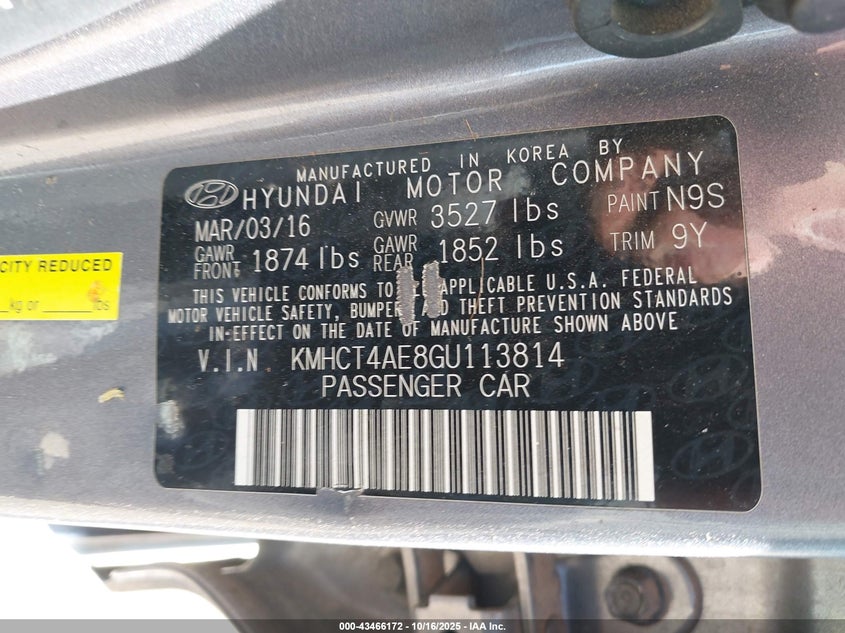 MANUFACTURED IN KOREA BY
HYUNDAI MOTOR COMPANY
MAR/03/16 GVWR 3527 lbs PAINT N9S
GAWR FRONT 1874 lbs GAWR REAR 1852 lbs TRIM 9Y
THIS VEHICLE CONFORMS TO APPLICABLE U.S.A. FEDERAL
MOTOR VEHICLE SAFETY, BUMPER THEFT PREVENTION STANDARDS
IN EFFECT ON THE DATE OF MANUFACTURE SHOWN ABOVE
V.I.N KMHCT4AE8GU113814
PASSENGER CAR
CITY REDUCED
kg or lbs
000-43466172 - 10/16/2025 - IAA Inc.